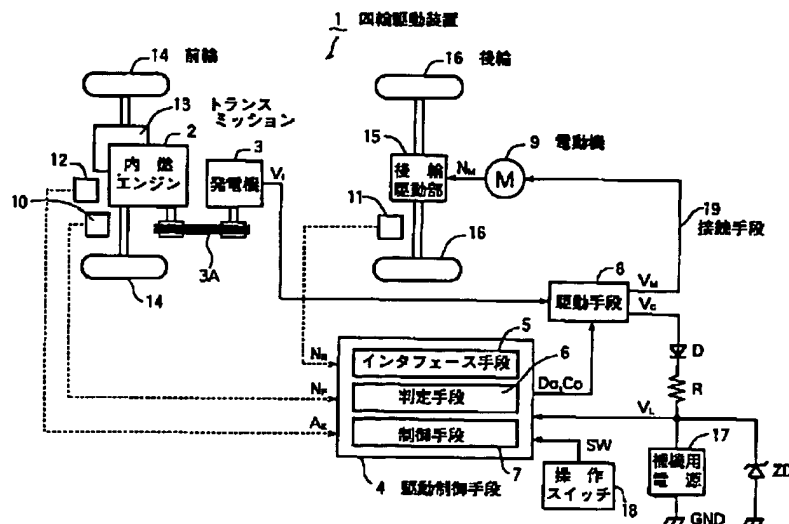 1 四輪駆動装置
14 前輪
16 後輪
13
トランス
ミッション
2
3
15
9 電動機
12
内燃
エンジン
発電機
V₁
後輪
駆動部
N_M
M
10
11
19
接続手段
3A
16
14
8
駆動手段
V_M
V_C
5
インタフェース手段
6
判定手段
制御手段
7
4 駆動制御手段
N_R
N_F
A_K
Da,Co
D
R
V_L
SW
操作
スイッチ
18
17
補機用
電源
ZD
GND